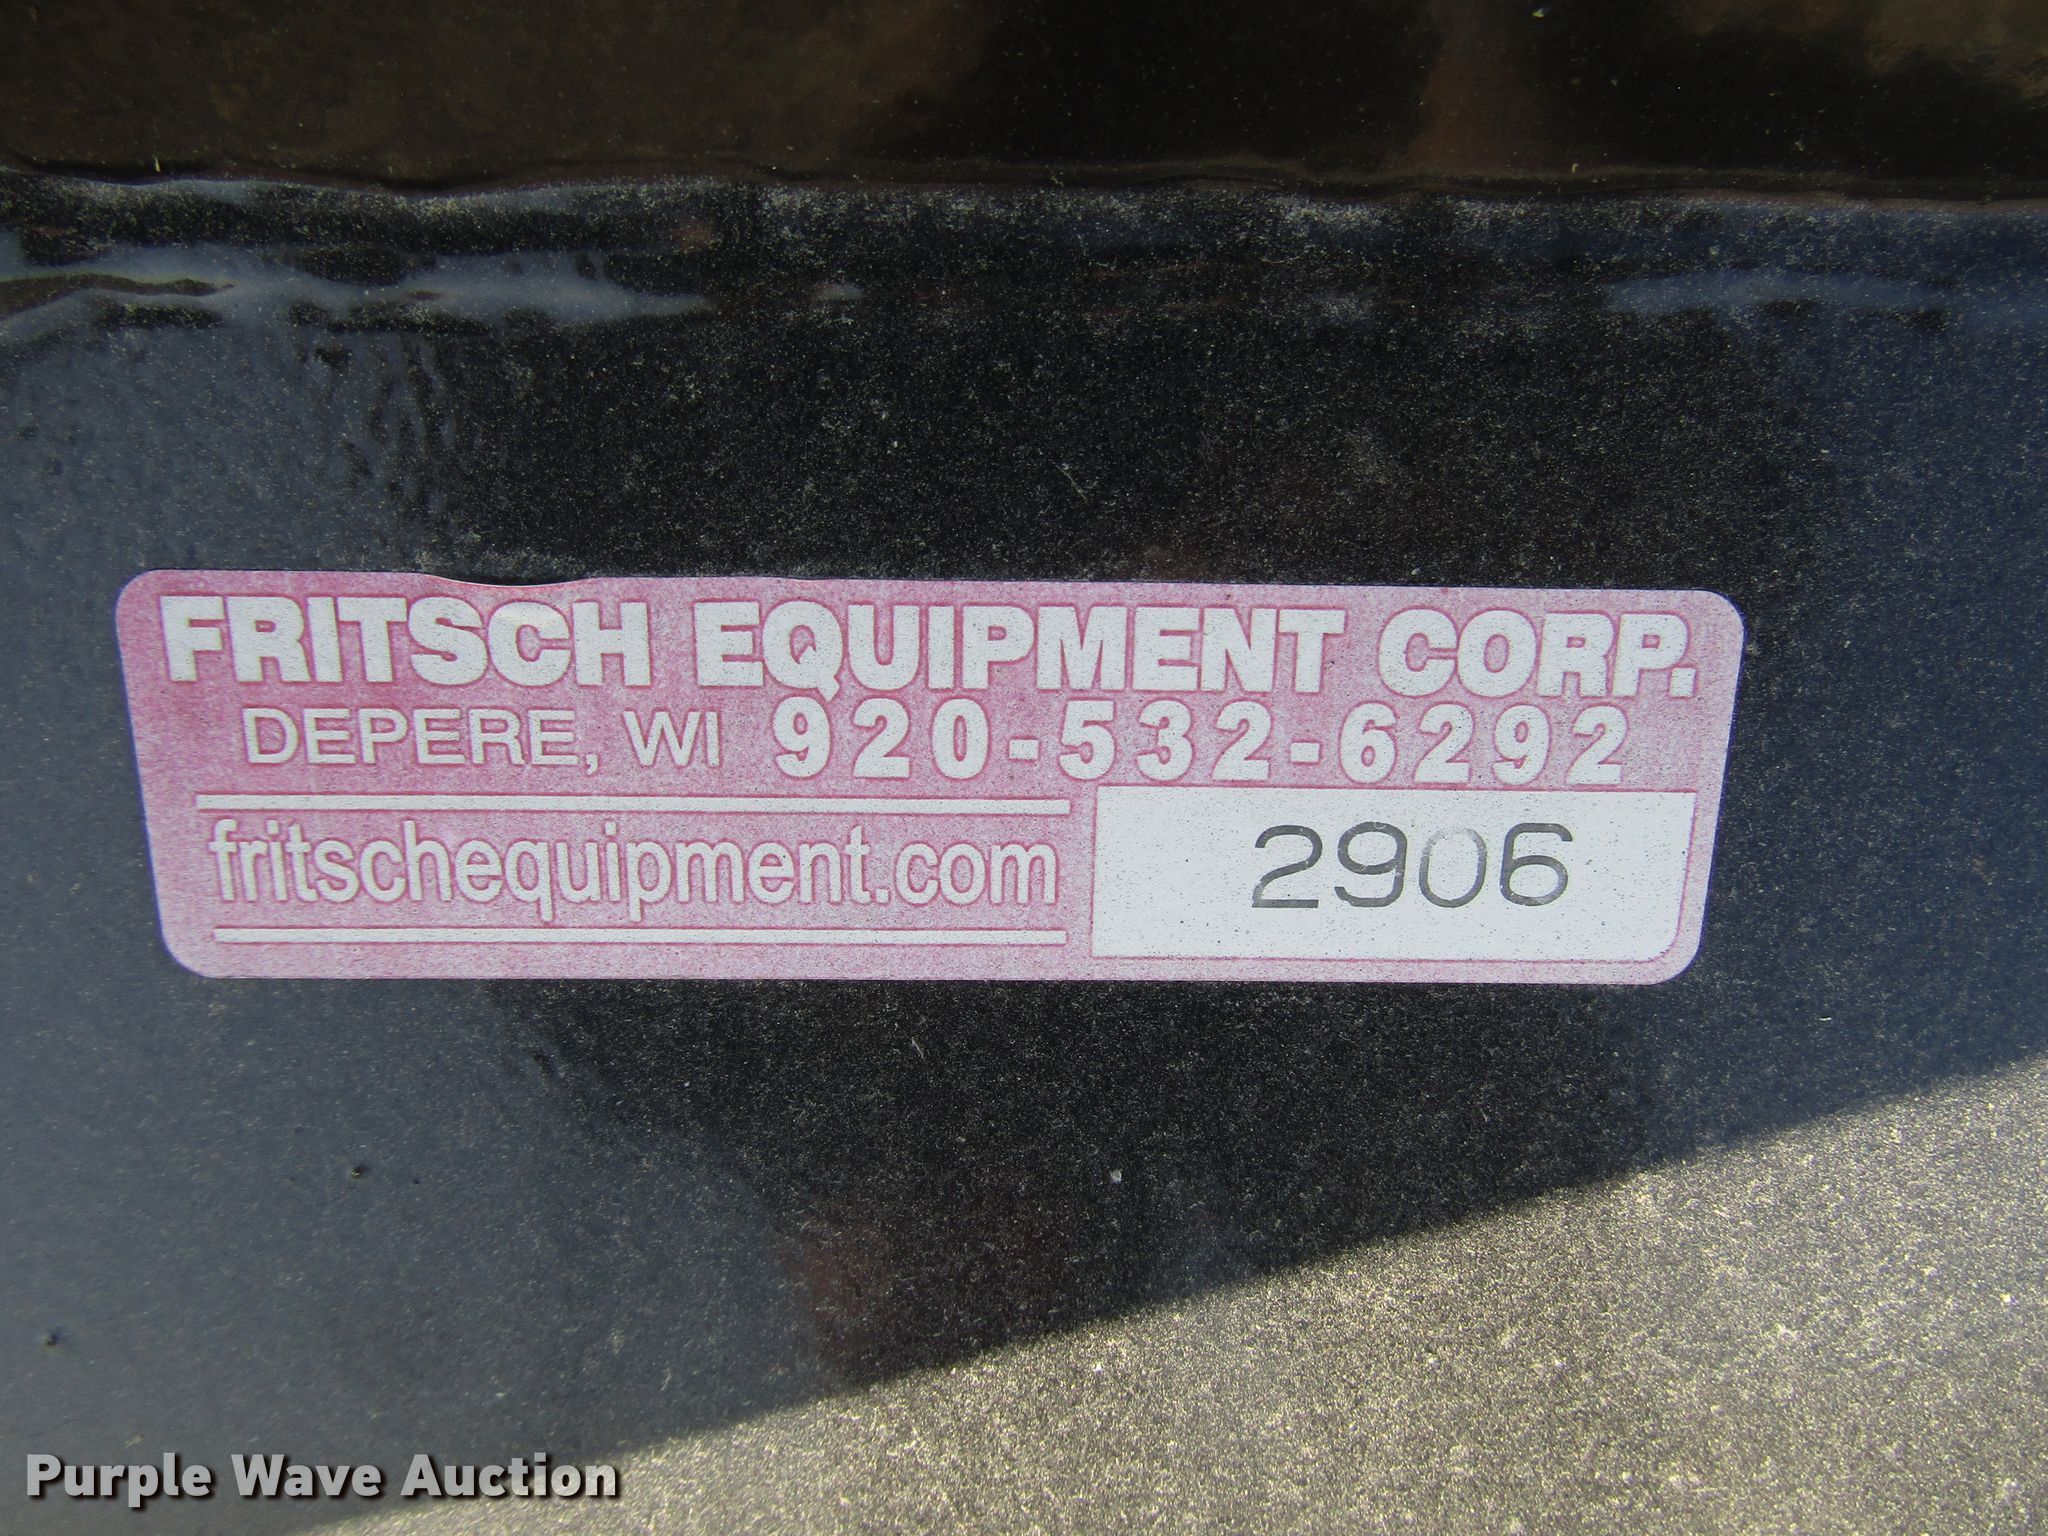 FRITSCH EQUIPMENT CORP.
DEPERE, WI 920-532-6292
fritschequipment.com
2906
Purple Wave Auction